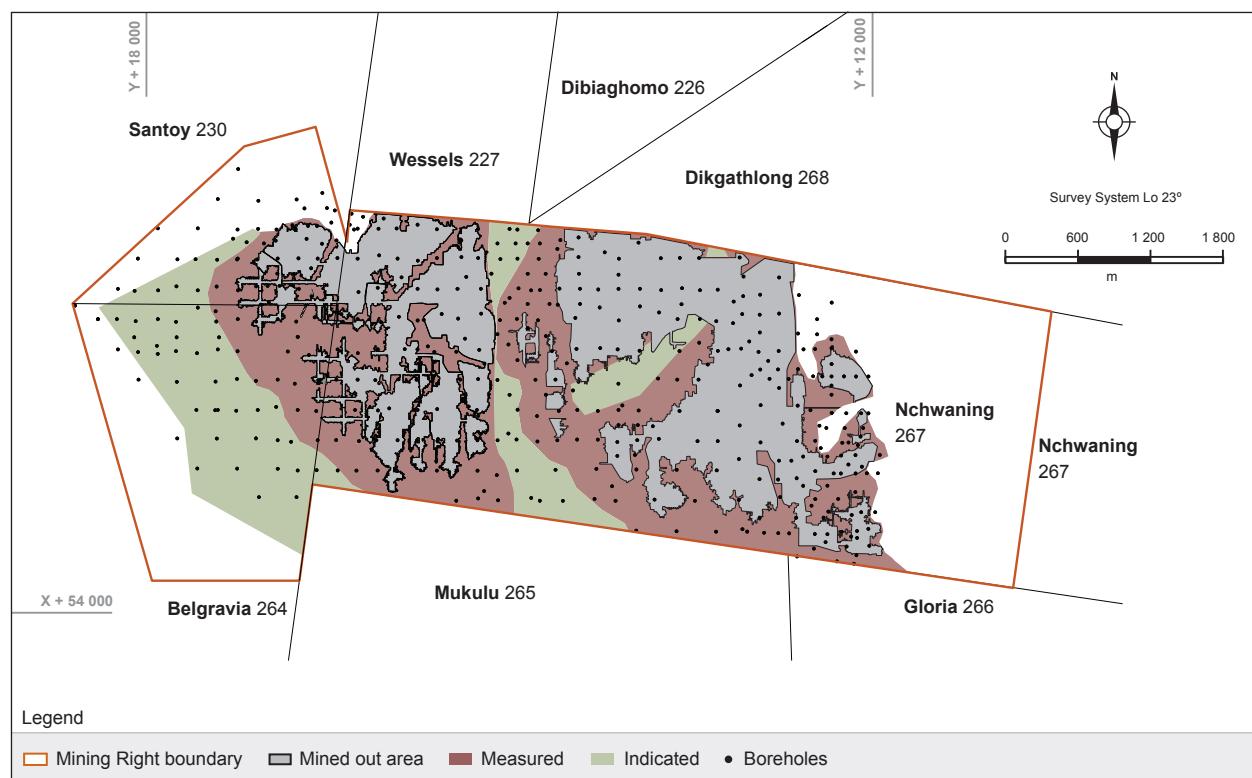 Y + 18 000
Y + 12 000
Dibiaghomo 226
N
Santoy 230
Wessels 227
Dikgathlong 268
Survey System Lo 23º
0 600 1 200 1 800
m
Nchwaning
267
Nchwaning
267
X + 54 000
Belgravia 264
Mukulu 265
Gloria 266
Legend
Mining Right boundary Mined out area Measured Indicated Boreholes